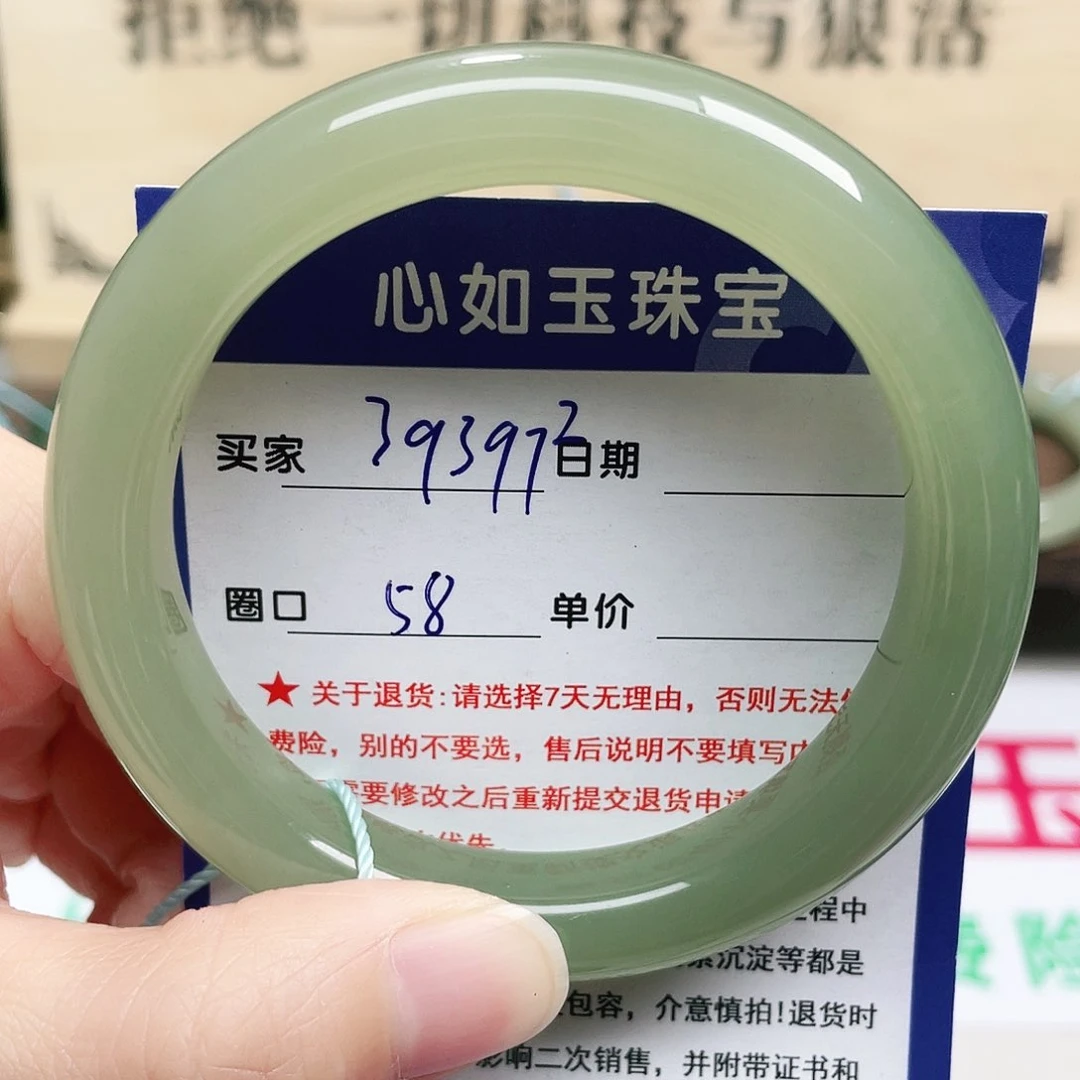 拒绝一切科技与狠活
心如玉珠宝
买家 393972 日期
圈口 58 单价
★关于退货:请选择7天无理由,否则无法
费险,别的不要选,售后说明不要填写
需要修改之后重新提交退货申请
优先
程中
沉淀等都是
包容,介意慎拍!退货时
影响二次销售,并附带证书和